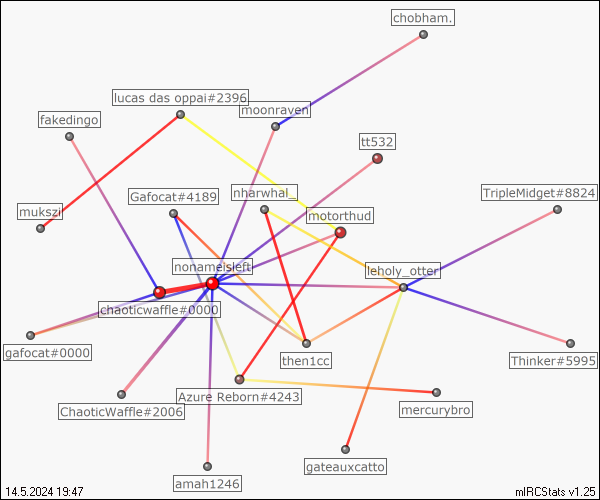 chobham.
lucas das oppai#2396
moonraven
fakedingo
tt532
Gafocat#4189
nharwhal_
TripleMidget#8824
mukszi
motorthud
nonameisleft
leholy_otter
chaoticwaffle#0000
gafocat#0000
then1cc
Thinker#5995
Azure Reborn#4243
ChaoticWaffle#2006
mercurybro
gateauxcatto
amah1246
14.5.2024 19:47
mIRCStats v1.25